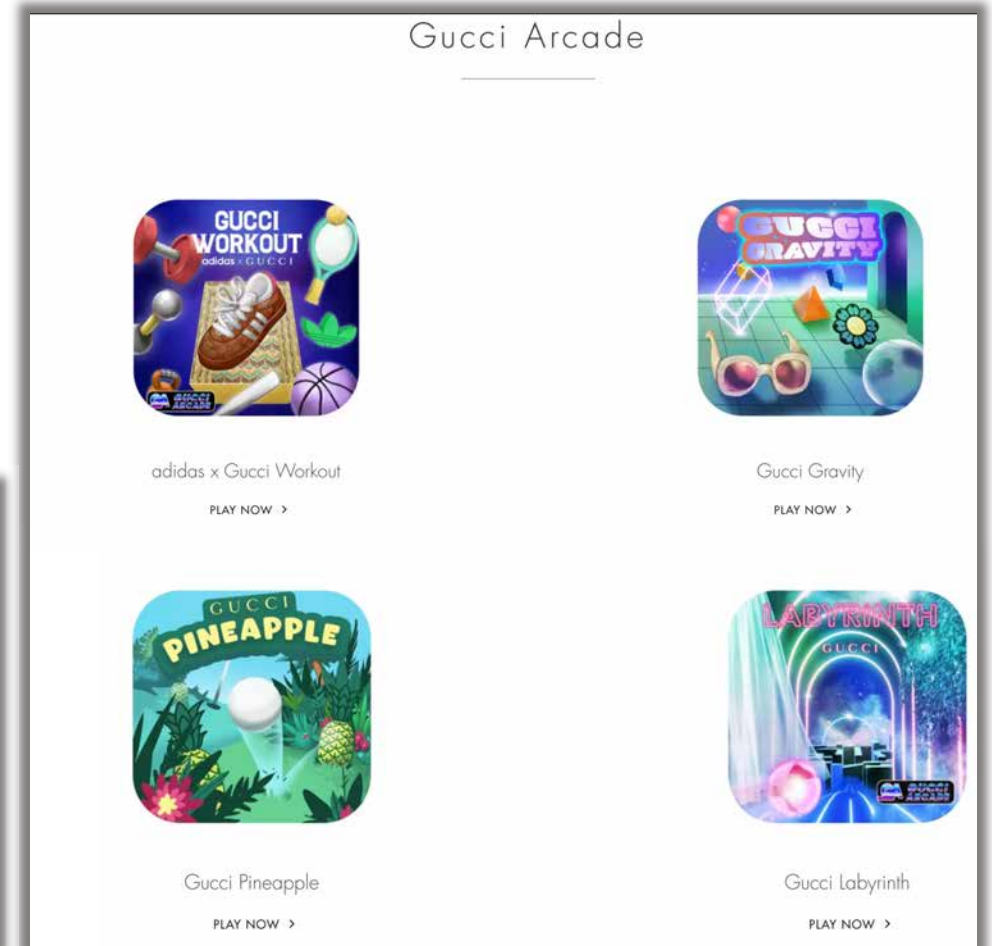 Gucci Arcade
GUCCI
WORKOUT
adidas x GUCCI
GUCCI
ARCADE
adidas x Gucci Workout
PLAY NOW >
GUCCI
GRAVITY
Gucci Gravity
PLAY NOW >
GUCCI
PINEAPPLE
Gucci Pineapple
PLAY NOW >
LABYRINTH
GUCCI
GA GUCCI
ARCADE
Gucci Labyrinth
PLAY NOW >